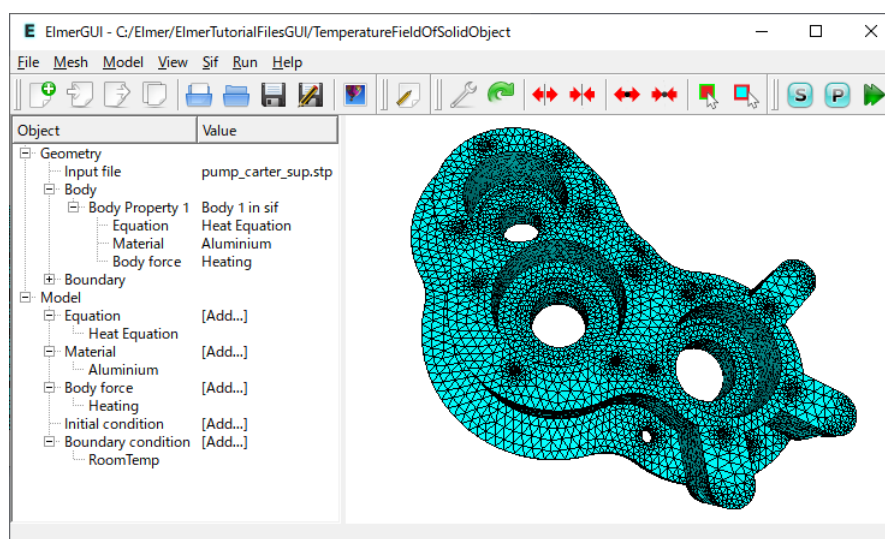 E ElmerGUI - C:/Elmer/ElmerTutorialFilesGUI/TemperatureFieldOfSolidObject
File Mesh Model View Sif Run Help
S P
Object Value
Geometry
Input file pump_carter_sup.stp
Body
Body Property 1 Body 1 in sif
Equation Heat Equation
Material Aluminium
Body force Heating
Boundary
Model
Equation [Add...]
Heat Equation
Material [Add...]
Aluminium
Body force [Add...]
Heating
Initial condition [Add...]
Boundary condition [Add...]
RoomTemp